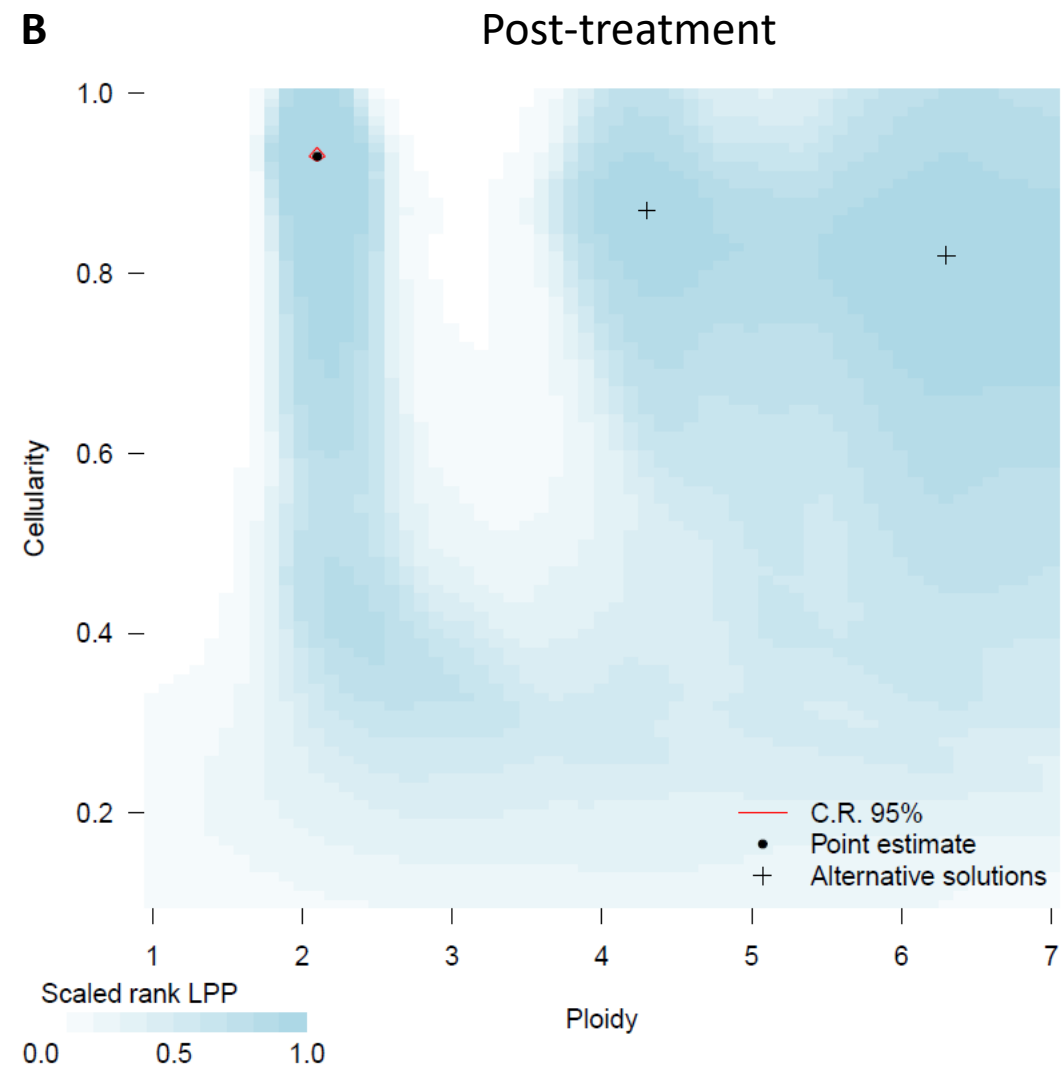 B
Post-treatment
1.0
0.8
0.6
0.4
0.2
Cellularity
C.R. 95%
Point estimate
Alternative solutions
1 2 3 4 5 6 7
Ploidy
Scaled rank LPP
0.0 0.5 1.0